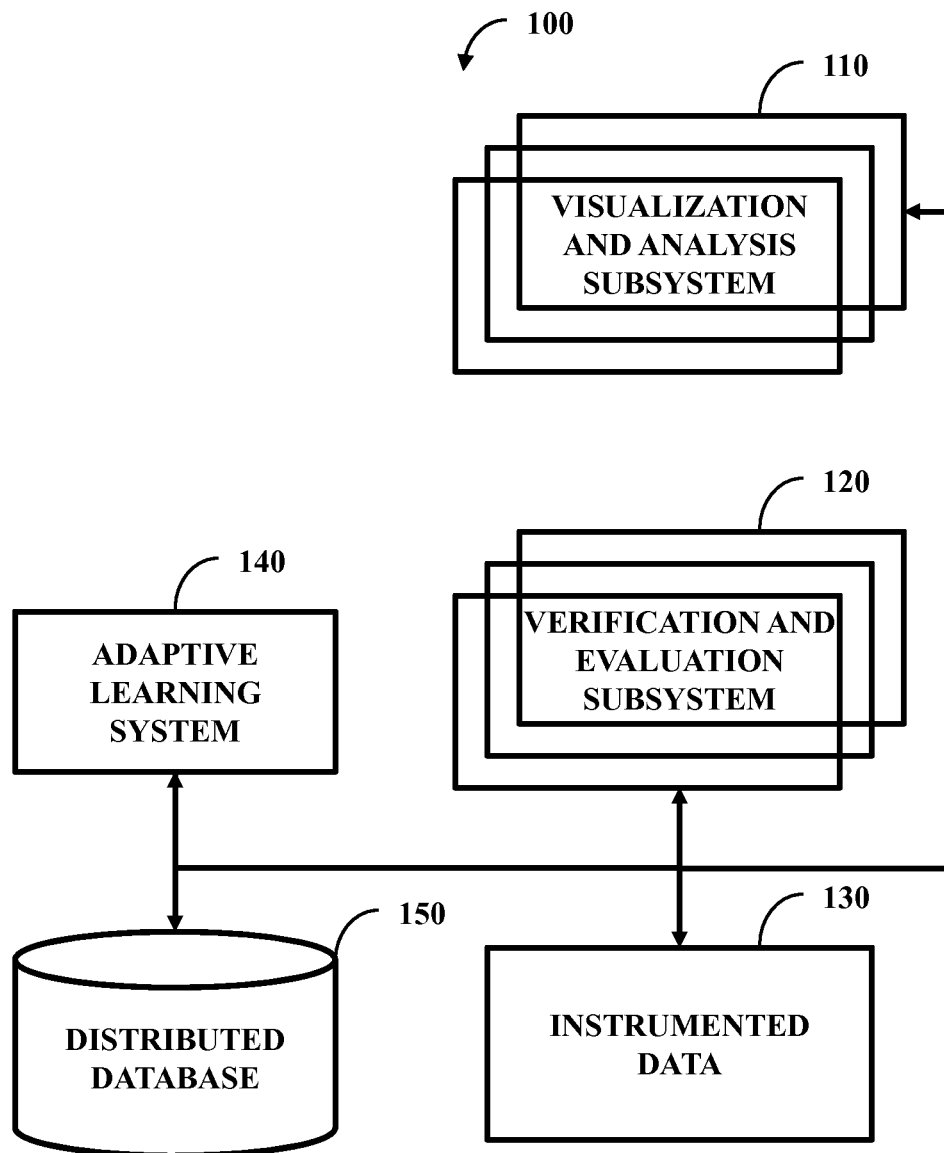 100
110
VISUALIZATION
AND ANALYSIS
SUBSYSTEM
120
140
ADAPTIVE
LEARNING
SYSTEM
VERIFICATION AND
EVALUATION
SUBSYSTEM
150
130
DISTRIBUTED
DATABASE
INSTRUMENTED
DATA